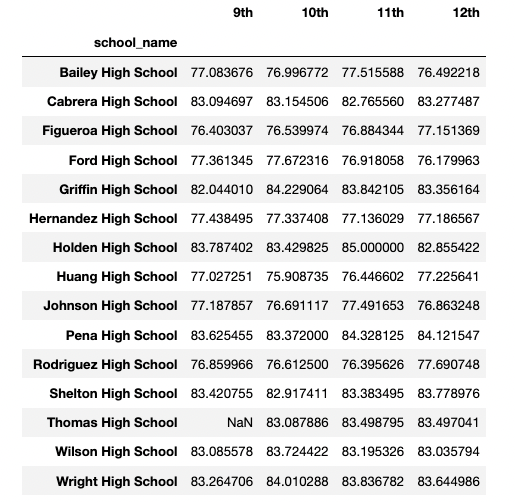 9th 10th 11th 12th
school_name
Bailey High School 77.083676 76.996772 77.515588 76.492218
Cabrera High School 83.094697 83.154506 82.765560 83.277487
Figueroa High School 76.403037 76.539974 76.884344 77.151369
Ford High School 77.361345 77.672316 76.918058 76.179963
Griffin High School 82.044010 84.229064 83.842105 83.356164
Hernandez High School 77.438495 77.337408 77.136029 77.186567
Holden High School 83.787402 83.429825 85.000000 82.855422
Huang High School 77.027251 75.908735 76.446602 77.225641
Johnson High School 77.187857 76.691117 77.491653 76.863248
Pena High School 83.625455 83.372000 84.328125 84.121547
Rodriguez High School 76.859966 76.612500 76.395626 77.690748
Shelton High School 83.420755 82.917411 83.383495 83.778976
Thomas High School NaN 83.087886 83.498795 83.497041
Wilson High School 83.085578 83.724422 83.195326 83.035794
Wright High School 83.264706 84.010288 83.836782 83.644986